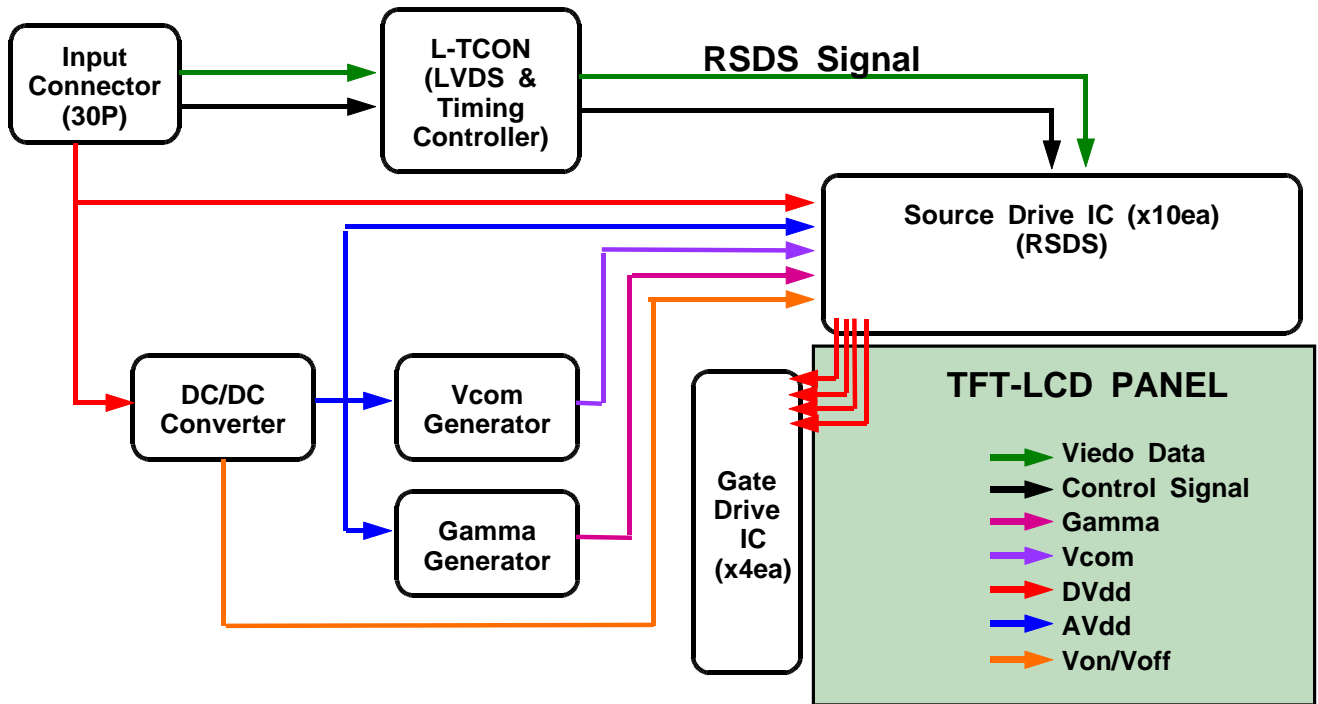 Input
Connector
(30P)
L-TCON
(LVDS &
Timing
Controller)
RSDS Signal
Source Drive IC (x10ea)
(RSDS)
DC/DC
Converter
Vcom
Generator
Gamma
Generator
Gate
Drive
IC
(x4ea)
TFT-LCD PANEL
Viedo Data
Control Signal
Gamma
Vcom
DVdd
AVdd
Von/Voff